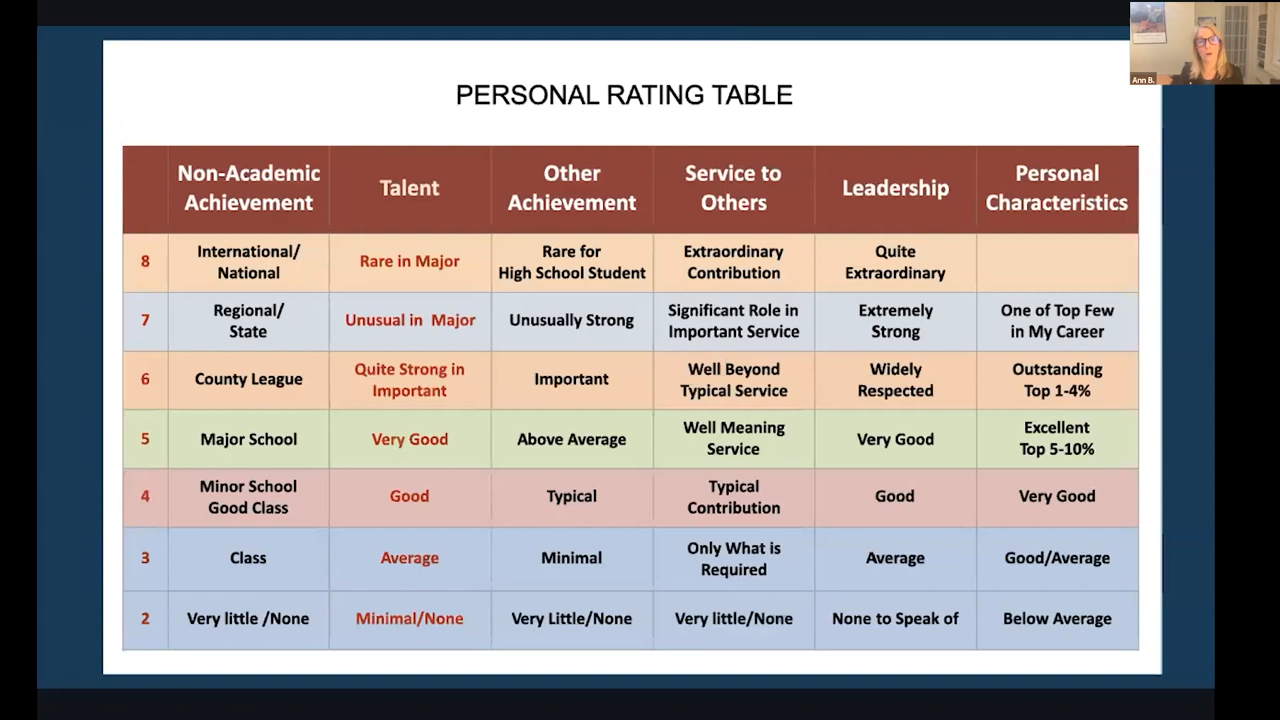 Ann B.
PERSONAL RATING TABLE
Non-Academic
Achievement
Talent
Other
Achievement
Service to
Others
Leadership
Personal
Characteristics
8
International/
National
Rare in Major
Rare for
High School Student
Extraordinary
Contribution
Quite
Extraordinary
7
Regional/
State
Unusual in Major
Unusually Strong
Significant Role in
Important Service
Extremely
Strong
One of Top Few
in My Career
6
County League
Quite Strong in
Important
Important
Well Beyond
Typical Service
Widely
Respected
Outstanding
Top 1-4%
5
Major School
Very Good
Above Average
Well Meaning
Service
Very Good
Excellent
Top 5-10%
4
Minor School
Good Class
Good
Typical
Typical
Contribution
Good
Very Good
3
Class
Average
Minimal
Only What is
Required
Average
Good/Average
2
Very little /None
Minimal/None
Very Little/None
Very little/None
None to Speak of
Below Average